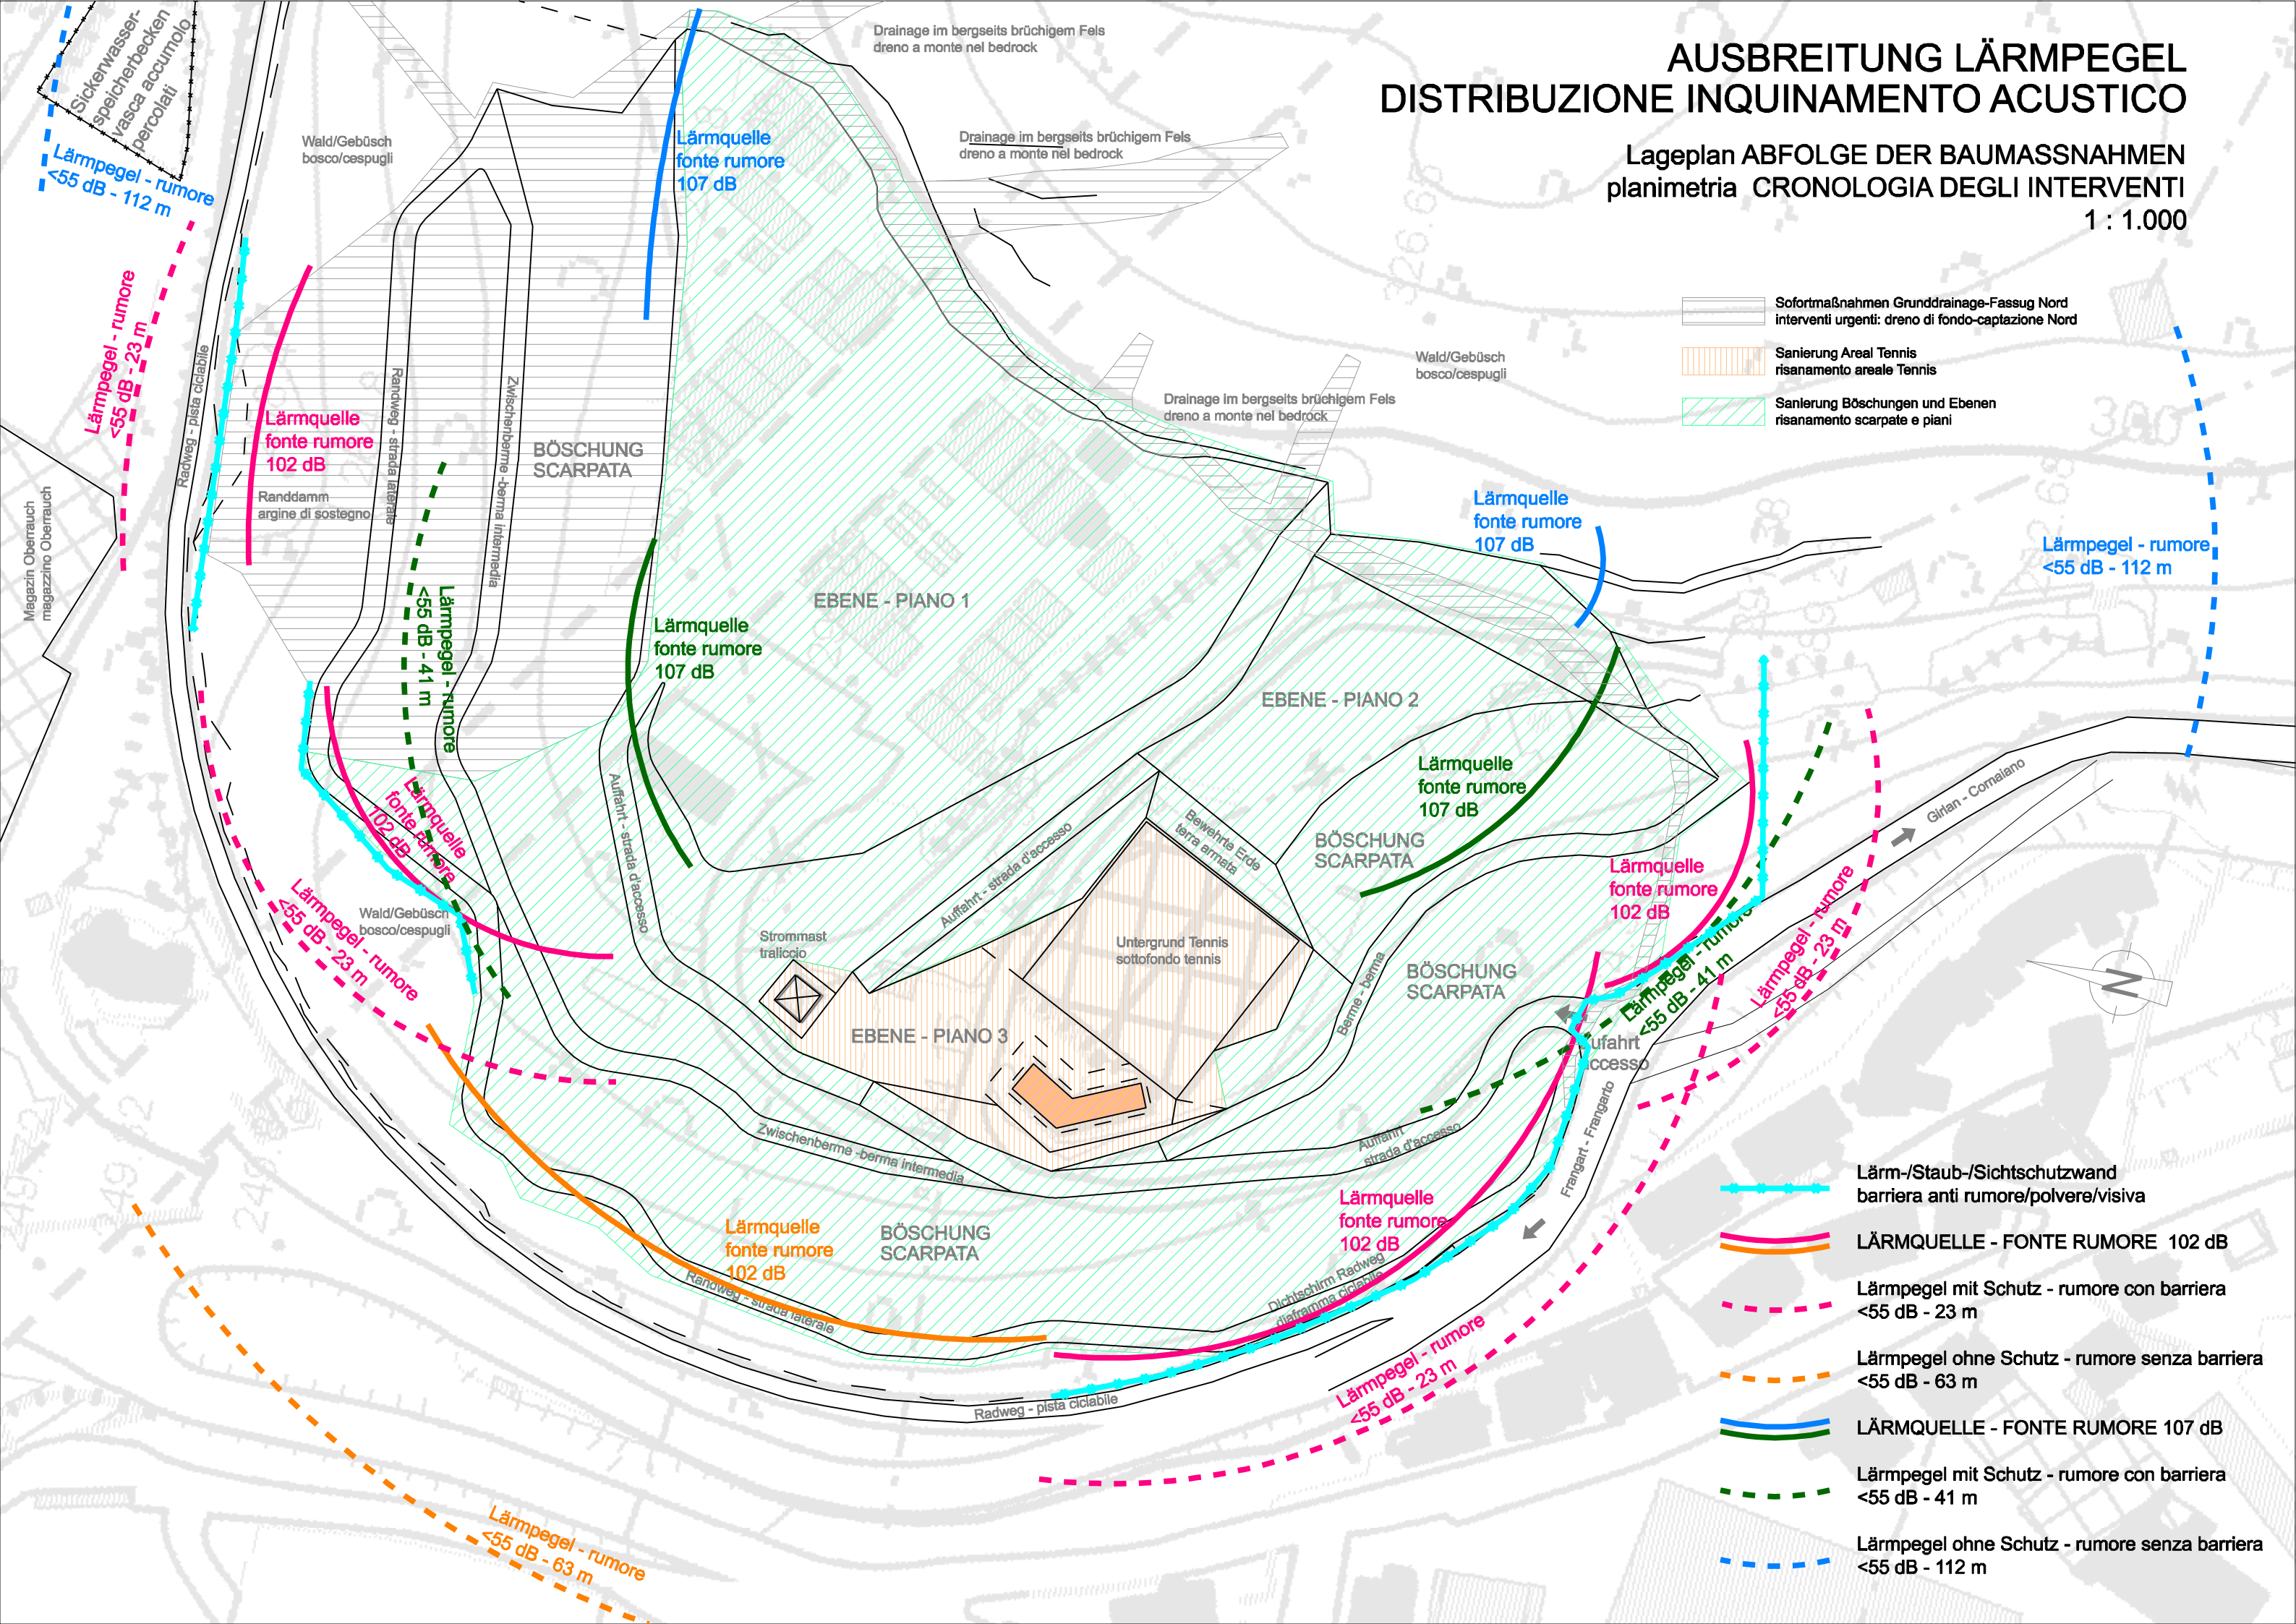 AUSBREITUNG LÄRMPEGEL
DISTRIBUZIONE INQUINAMENTO ACUSTICO
Lageplan ABFOLGE DER BAUMASSNAHMEN
planimetria CRONOLOGIA DEGLI INTERVENTI
1 : 1.000
Sofortmaßnahmen Grunddrainage-Fassug Nord
interventi urgenti: dreno di fondo-captazione Nord
Sanierung Areal Tennis
risanamento areale Tennis
Sanierung Böschungen und Ebenen
risanamento scarpate e piani
Sickerwasser-
speicherbecken
vasca accumolo
percolati
Lärmpegel - rumore
<55 dB - 112 m
Wald/Gebüsch
bosco/cespugli
Drainage im bergseits brüchigem Fels
dreno a monte nel bedrock
Drainage im bergseits brüchigem Fels
dreno a monte nel bedrock
Lärmquelle
fonte rumore
107 dB
326.66
Lärmpegel - rumore
<55 dB - 23 m
Radweg - pista ciclabile
Lärmquelle
fonte rumore
102 dB
Randweg - strada laterale
Zwischenberme -berma intermedia
BÖSCHUNG
SCARPATA
Randdamm
argine di sostegno
Magazin Oberrauch
magazzino Oberrauch
Wald/Gebüsch
bosco/cespugli
Drainage im bergseits brüchigem Fels
dreno a monte nel bedrock
300
Lärmquelle
fonte rumore
107 dB
Lärmpegel - rumore
<55 dB - 112 m
Lärmpegel - rumore
<55 dB - 41 m
EBENE - PIANO 1
Lärmquelle
fonte rumore
107 dB
EBENE - PIANO 2
Lärmquelle
fonte rumore
107 dB
BÖSCHUNG
SCARPATA
Lärmquelle
fonte rumore
102 dB
Auffahrt - strada d'accesso
Auffahrt - strada d'accesso
Bewehrte Erde
terra armata
Girlan - Cornaiano
Lärmquelle
fonte rumore
102 dB
Lärmpegel - rumore
<55 dB - 23 m
Wald/Gebüsch
bosco/cespugli
Strommast
traliccio
Untergrund Tennis
sottofondo tennis
BÖSCHUNG
SCARPATA
Berme - berma
Lärmpegel - rumore
<55 dB - 41 m
Lärmpegel - rumore
<55 dB - 23 m
N
EBENE - PIANO 3
Zufahrt
accesso
Frangart - Frangarto
Zwischenberme -berma intermedia
Auffahrt
strada d'accesso
Lärmquelle
fonte rumore
102 dB
BÖSCHUNG
SCARPATA
Randweg - strada laterale
Lärmquelle
fonte rumore
102 dB
Dichtschirm Radweg
diaframma ciclabile
Lärmpegel - rumore
<55 dB - 23 m
Radweg - pista ciclabile
Lärmpegel - rumore
<55 dB - 63 m
Lärm-/Staub-/Sichtschutzwand
barriera anti rumore/polvere/visiva
LÄRMQUELLE - FONTE RUMORE 102 dB
Lärmpegel mit Schutz - rumore con barriera
<55 dB - 23 m
Lärmpegel ohne Schutz - rumore senza barriera
<55 dB - 63 m
LÄRMQUELLE - FONTE RUMORE 107 dB
Lärmpegel mit Schutz - rumore con barriera
<55 dB - 41 m
Lärmpegel ohne Schutz - rumore senza barriera
<55 dB - 112 m